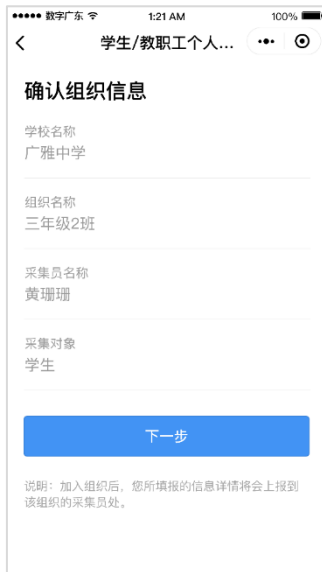 数字广东 1:21 AM 100%
学生/教职工个人...
确认组织信息
学校名称
广雅中学
组织名称
三年级2班
采集员名称
黄珊珊
采集对象
学生
下一步
说明：加入组织后，您所填报的信息详情将会上报到
该组织的采集员处。